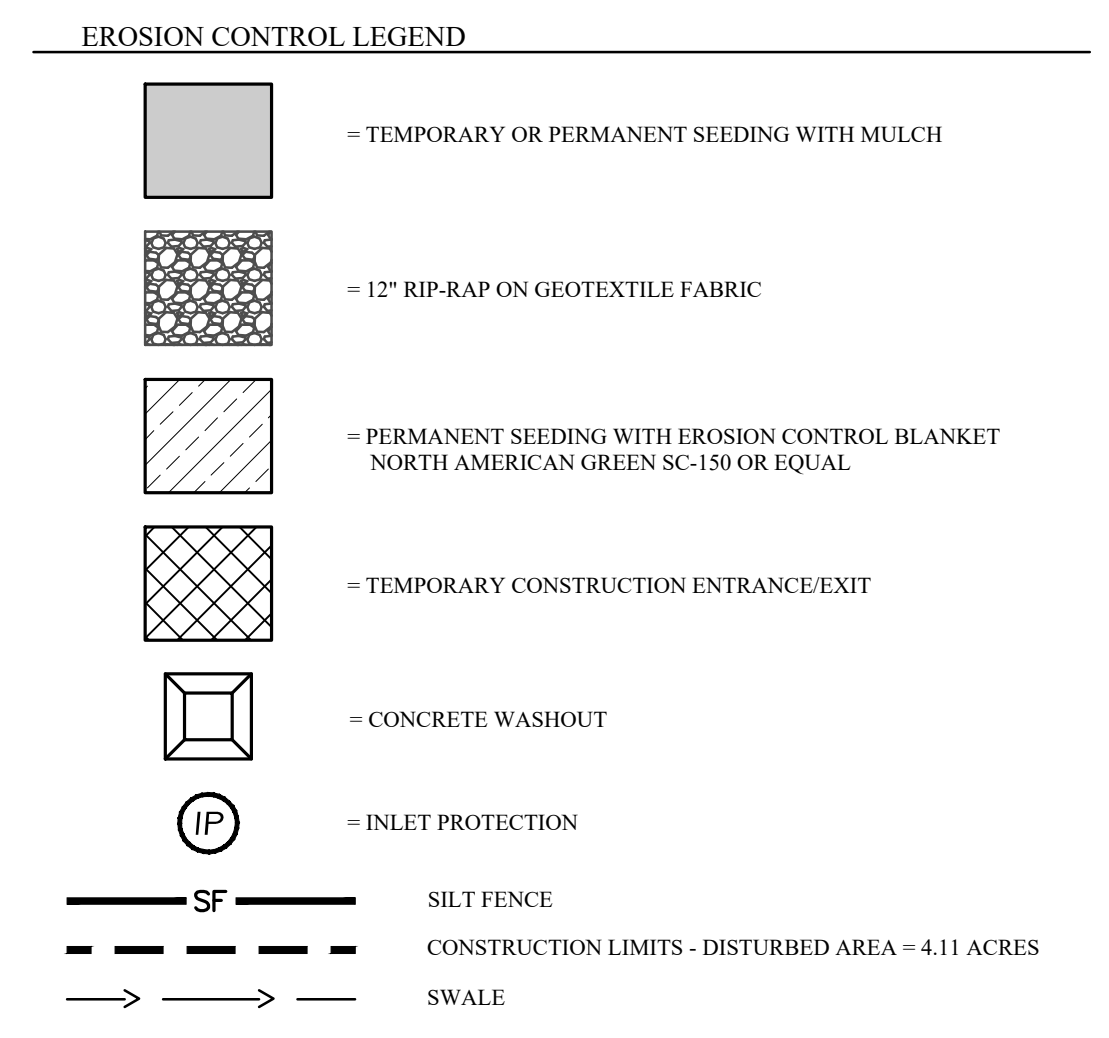 EROSION CONTROL LEGEND
= TEMPORARY OR PERMANENT SEEDING WITH MULCH
= 12" RIP-RAP ON GEOTEXTILE FABRIC
= PERMANENT SEEDING WITH EROSION CONTROL BLANKET
NORTH AMERICAN GREEN SC-150 OR EQUAL
= TEMPORARY CONSTRUCTION ENTRANCE/EXIT
= CONCRETE WASHOUT
IP = INLET PROTECTION
SF SILT FENCE
CONSTRUCTION LIMITS - DISTURBED AREA = 4.11 ACRES
SWALE